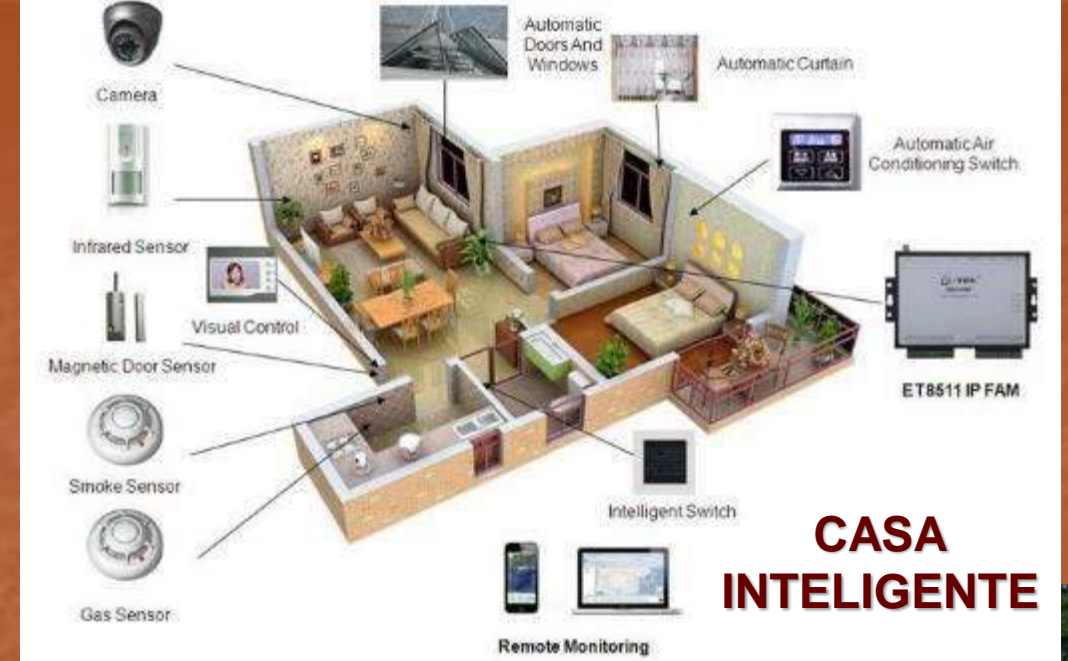 Camera
Automatic
Doors And
Windows
Automatic Curtain
Automatic Air
Conditioning Switch
Infrared Sensor
Visual Control
Magnetic Door Sensor
ET8511 IP FAM
Smoke Sensor
Intelligent Switch
Gas Sensor
CASA
INTELIGENTE
Remote Monitoring